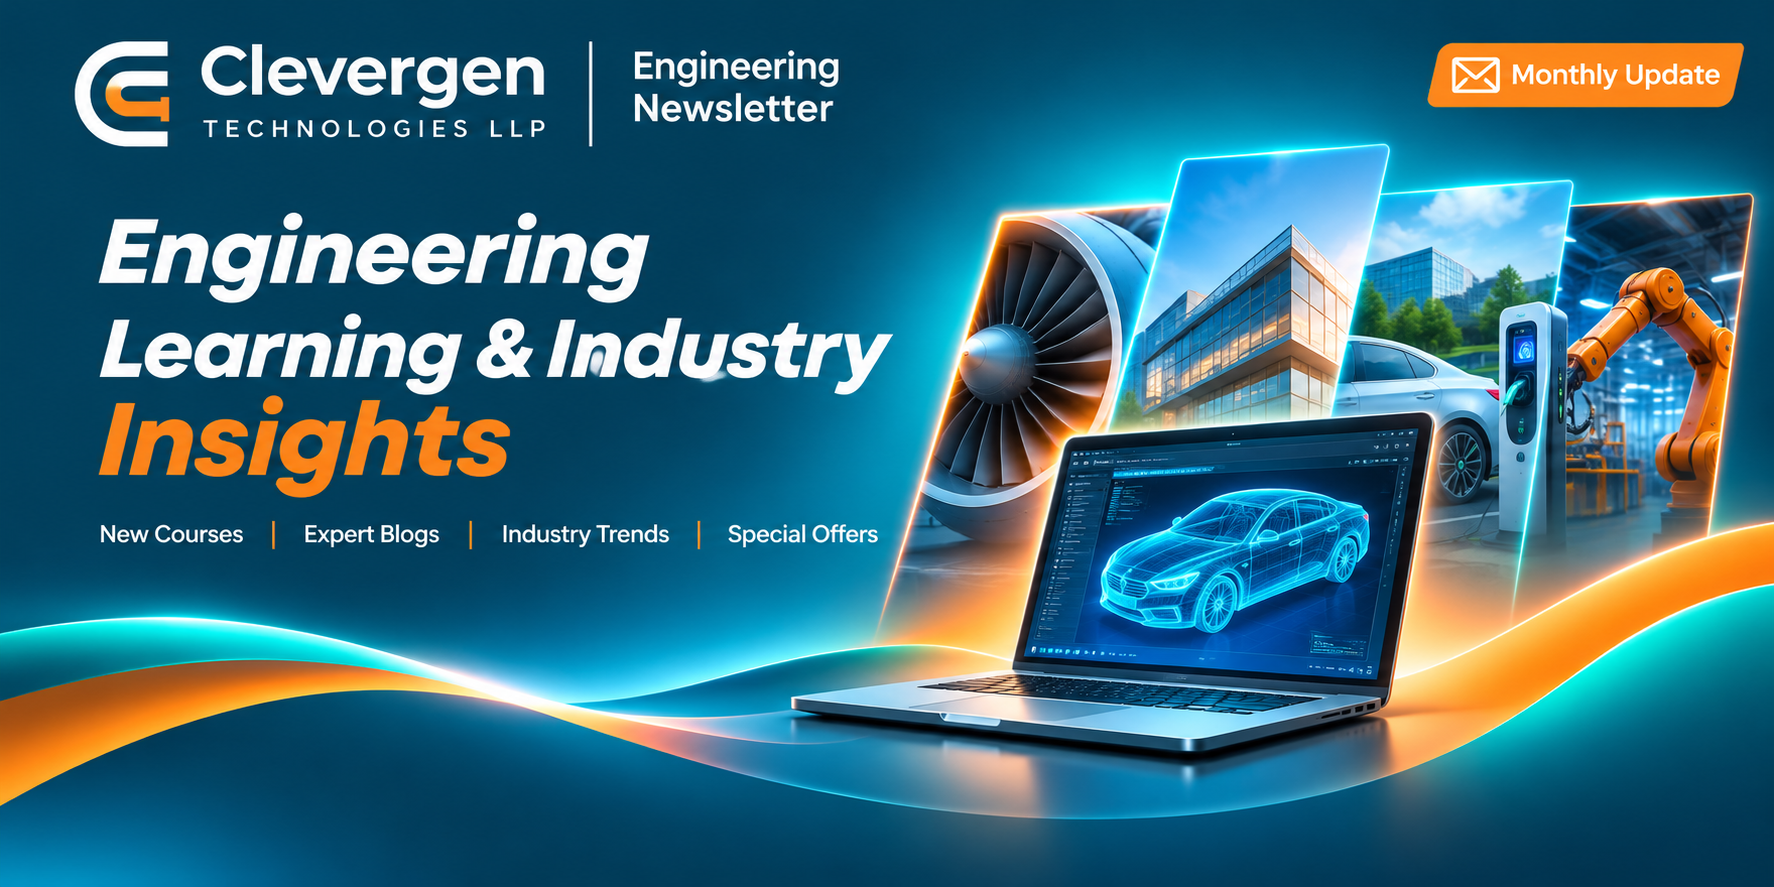 Clevergen
TECHNOLOGIES LLP
Engineering
Newsletter
Monthly Update
Engineering
Learning & Industry
Insights
New Courses | Expert Blogs | Industry Trends | Special Offers